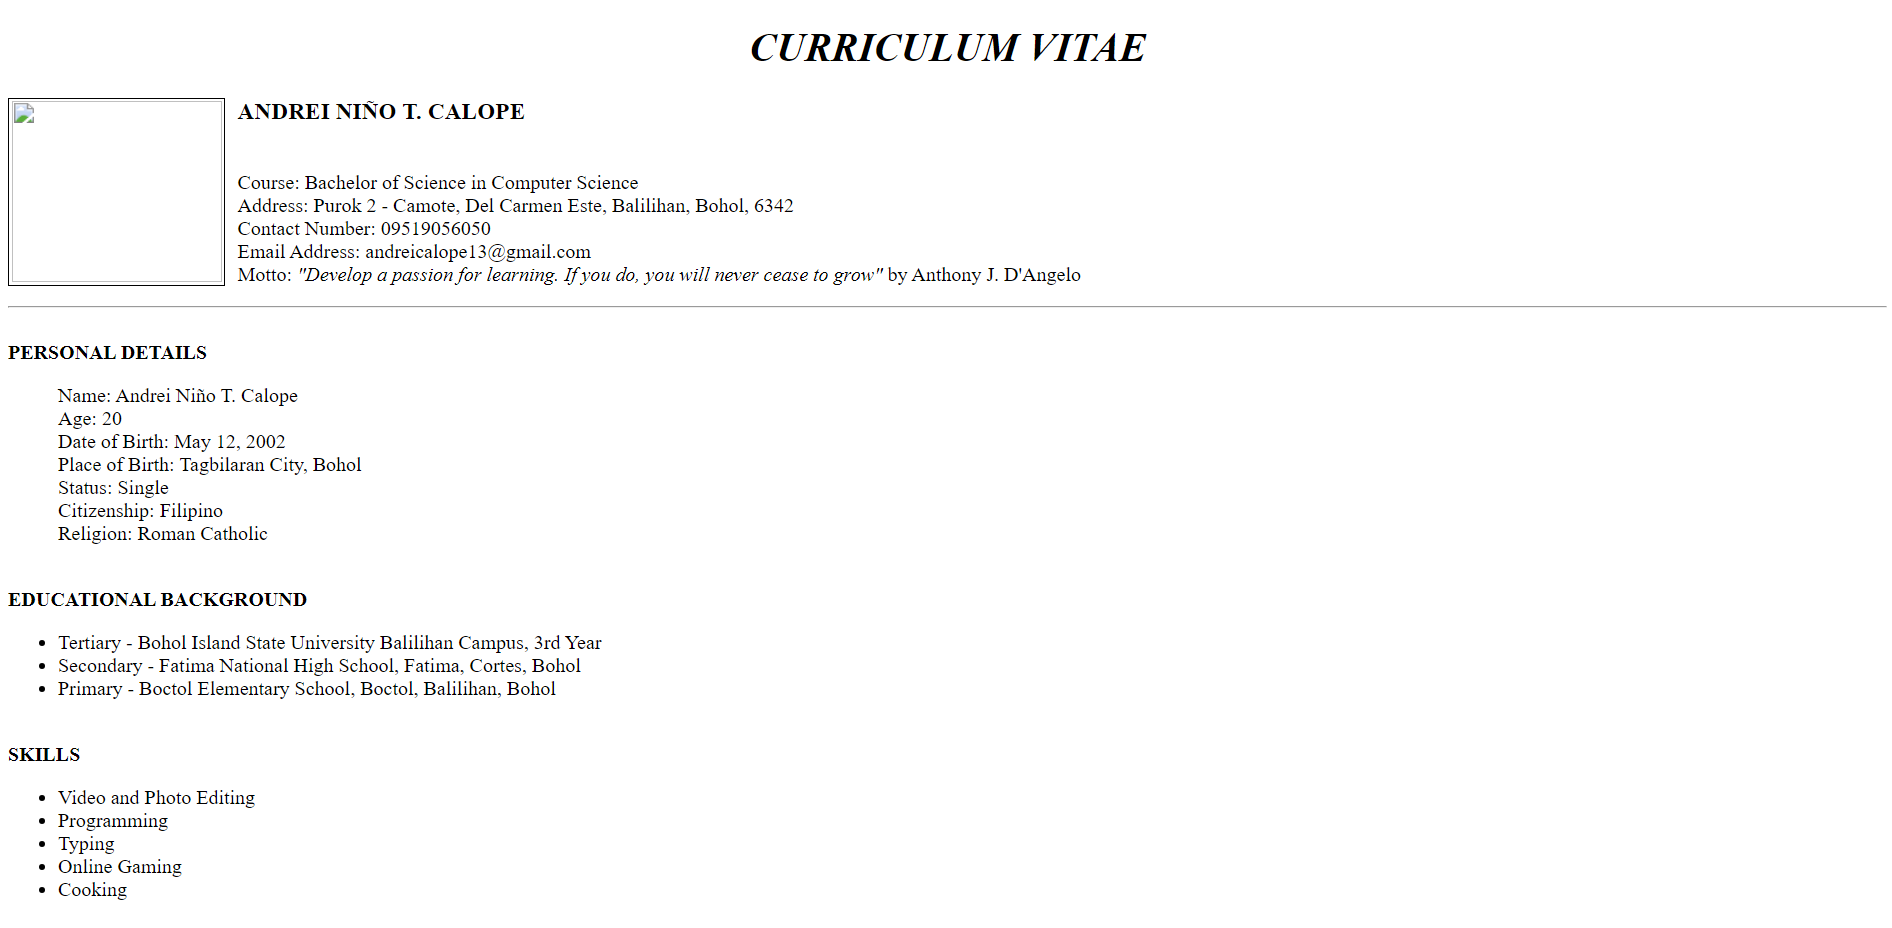 CURRICULUM VITAE
ANDREI NIÑO T. CALOPE
Course: Bachelor of Science in Computer Science
Address: Purok 2 - Camote, Del Carmen Este, Balilihan, Bohol, 6342
Contact Number: 09519056050
Email Address: andreicalope13@gmail.com
Motto: "Develop a passion for learning. If you do, you will never cease to grow" by Anthony J. D'Angelo
PERSONAL DETAILS
Name: Andrei Niño T. Calope
Age: 20
Date of Birth: May 12, 2002
Place of Birth: Tagbilaran City, Bohol
Status: Single
Citizenship: Filipino
Religion: Roman Catholic
EDUCATIONAL BACKGROUND
• Tertiary - Bohol Island State University Balilihan Campus, 3rd Year
• Secondary - Fatima National High School, Fatima, Cortes, Bohol
• Primary - Boctol Elementary School, Boctol, Balilihan, Bohol
SKILLS
• Video and Photo Editing
• Programming
• Typing
• Online Gaming
• Cooking